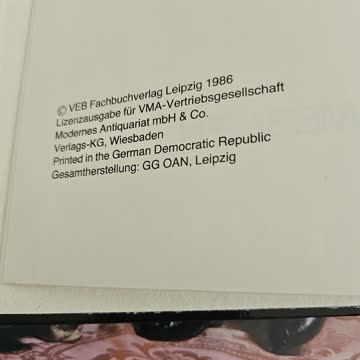 © VEB Fachbuchverlag Leipzig 1986
Lizenzausgabe für VMA-Vertriebsgesellschaft
Modernes Antiquariat mbH & Co.
Verlags-KG, Wiesbaden
Printed in the German Democratic Republic
Gesamtherstellung: GG OAN, Leipzig